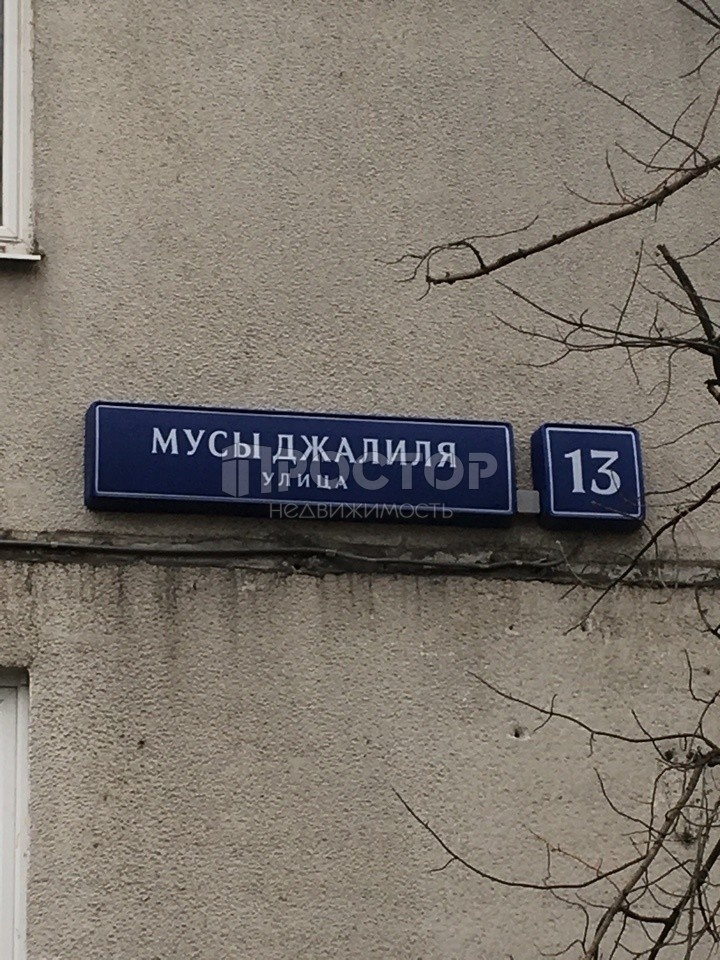 МУСЫ ДЖАЛИЛЯ
УЛИЦА
13
ПРОСТОР
НЕДВИЖИМОСТЬ